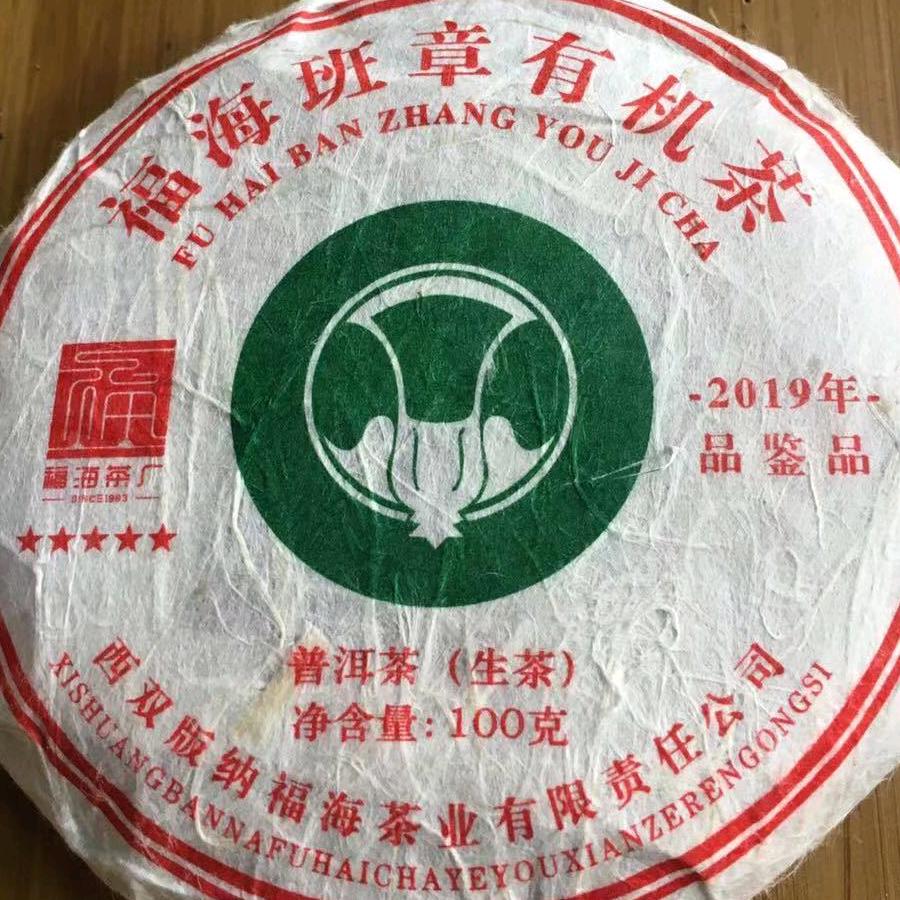 福海班章有机茶
FU HAI BAN ZHANG YOU JI CHA
福海茶厂
SINCE1983
-2019年-
品鉴品
普洱茶（生茶）
净含量：100克
西双版纳福海茶业有限责任公司
XISHUANGBANNAFUHAICHAYEYOUXIANZERENGONGSI